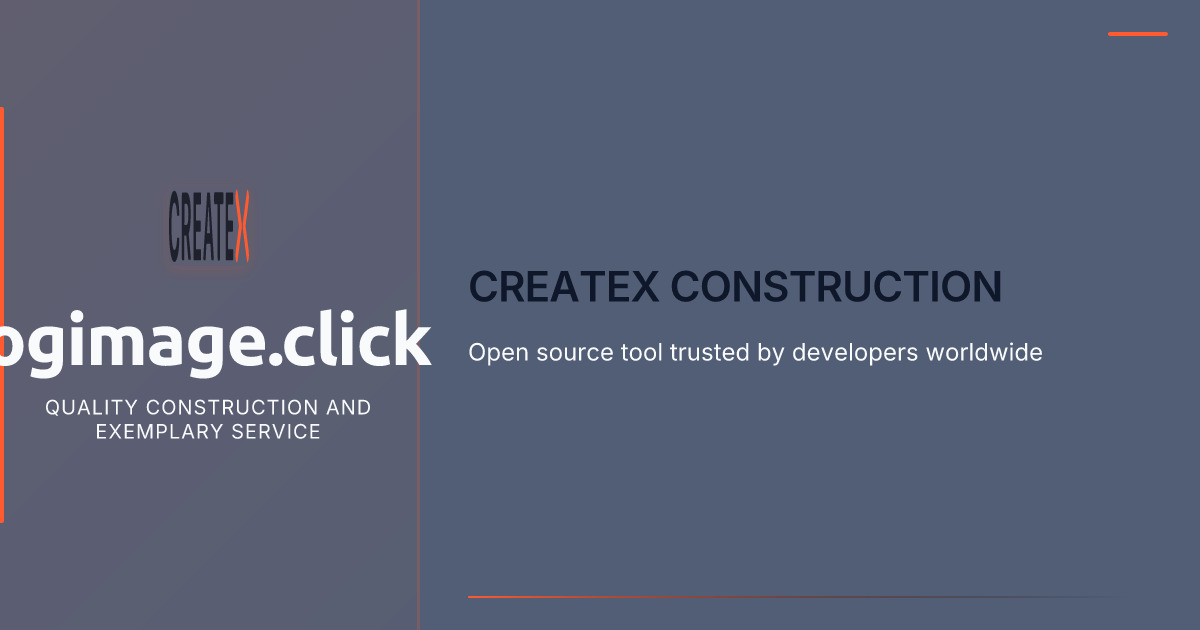 CREATEX
ogimage.click
QUALITY CONSTRUCTION AND
EXEMPLARY SERVICE
CREATEX CONSTRUCTION
Open source tool trusted by developers worldwide